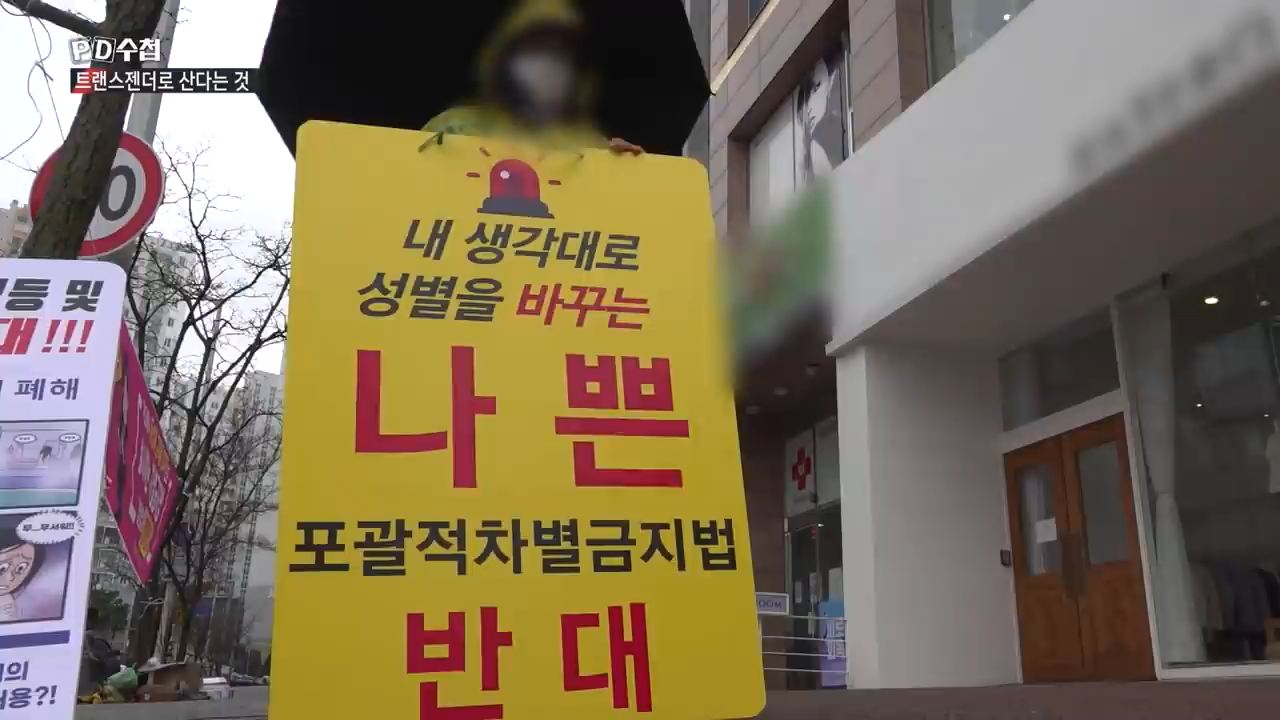 PD수첩
트랜스젠더로 산다는 것
내 생각대로
성별을 바꾸는
나쁜
포괄적차별금지법
반대
등 및
대!!!
폐해
무...무서워!!!
의
용?!